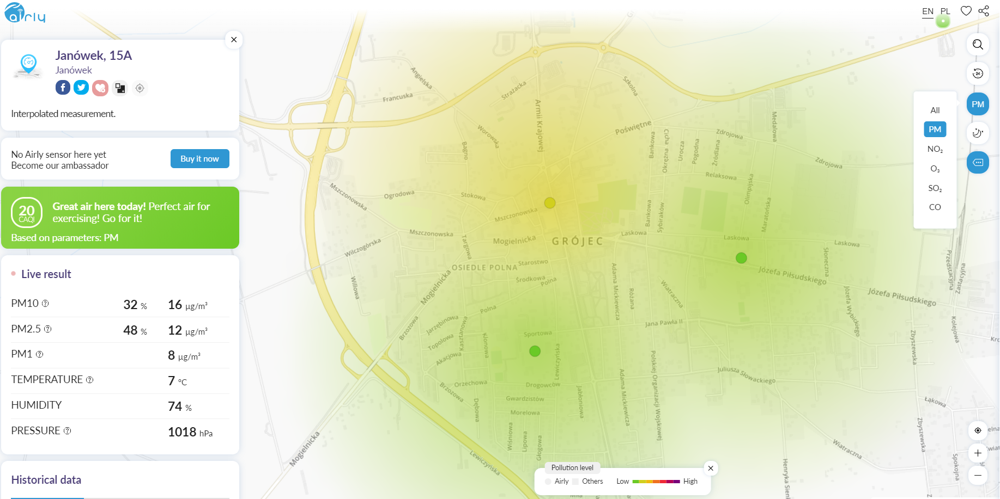 airly
EN PL
Janówek, 15A
Janówek
Interpolated measurement.
No Airly sensor here yet
Become our ambassador
Buy it now
20
CAQI
Great air here today! Perfect air for
exercising! Go for it!
Based on parameters: PM
Live result
PM10 32 % 16 µg/m³
PM2.5 48 % 12 µg/m³
PM1 8 µg/m³
TEMPERATURE 7 °C
HUMIDITY 74 %
PRESSURE 1018 hPa
Historical data
24
PM
All
PM
NO₂
O₃
SO₂
CO
Angielska
Francuska
Strażacka
Szkolna
Armii Krajowej
Worowska
Bagno
Poświętne
Bankowa
Cicha
Okrężna
Urocza
Pogodna
Źródlana
Zdrojowa
Medalowa
Zdrojowa
Relaksowa
Olimpijska
Mszczonowska
Ogrodowa
Stokowa
Mszczonowska
Bankowa
Sybiraków
Maratońska
Mszczonowska
Mogielnicka
GRÓJEC
Laskowa
Laskowa
Laskowa
Wilczogórska
Targowa
OSIEDLE POLNA
Starostwo
Słoneczna
Józefa Piłsudskiego
Józefa Piłsudskiego
Przedstacyjna
Zastacyjna
Willowa
Mogielnicka
Środkowa
Polna
Adama Mickiewicza
Różana
Wiatraczna
Józefa Wybickiego
Polna
Brzozowa
Jarzębinowa
Topolowa
Kasztanowa
Klonowa
Akacjowa
Sportowa
Jana Pawła II
Kolejowa
Zbyszewska
Lewiczyńska
Polskiej Organizacji Wojskowej
Juliusza Słowackiego
Orzechowa
Brzozowa
Drogowców
Adama Mickiewicza
Jabłoniowa
Gwardzistów
Dębowa
Morelowa
Łąkowa
Zbyszewska
Wiśniowa
Lipowa
Głogowa
Mogielnicka
Lewiczyńska
Wiatraczna
Spokojna
Henryka Sien
Pollution level
Airly Others Low High